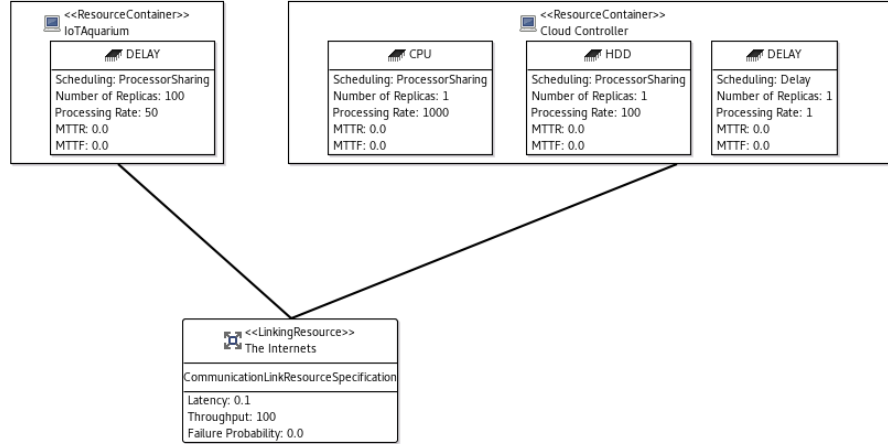 <<ResourceContainer>>
IoTAquarium
DELAY
Scheduling: ProcessorSharing
Number of Replicas: 100
Processing Rate: 50
MTTR: 0.0
MTTF: 0.0
<<ResourceContainer>>
Cloud Controller
CPU
Scheduling: ProcessorSharing
Number of Replicas: 1
Processing Rate: 1000
MTTR: 0.0
MTTF: 0.0
HDD
Scheduling: ProcessorSharing
Number of Replicas: 1
Processing Rate: 100
MTTR: 0.0
MTTF: 0.0
DELAY
Scheduling: Delay
Number of Replicas: 1
Processing Rate: 1
MTTR: 0.0
MTTF: 0.0
<<LinkingResource>>
The Internets
CommunicationLinkResourceSpecification
Latency: 0.1
Throughput: 100
Failure Probability: 0.0